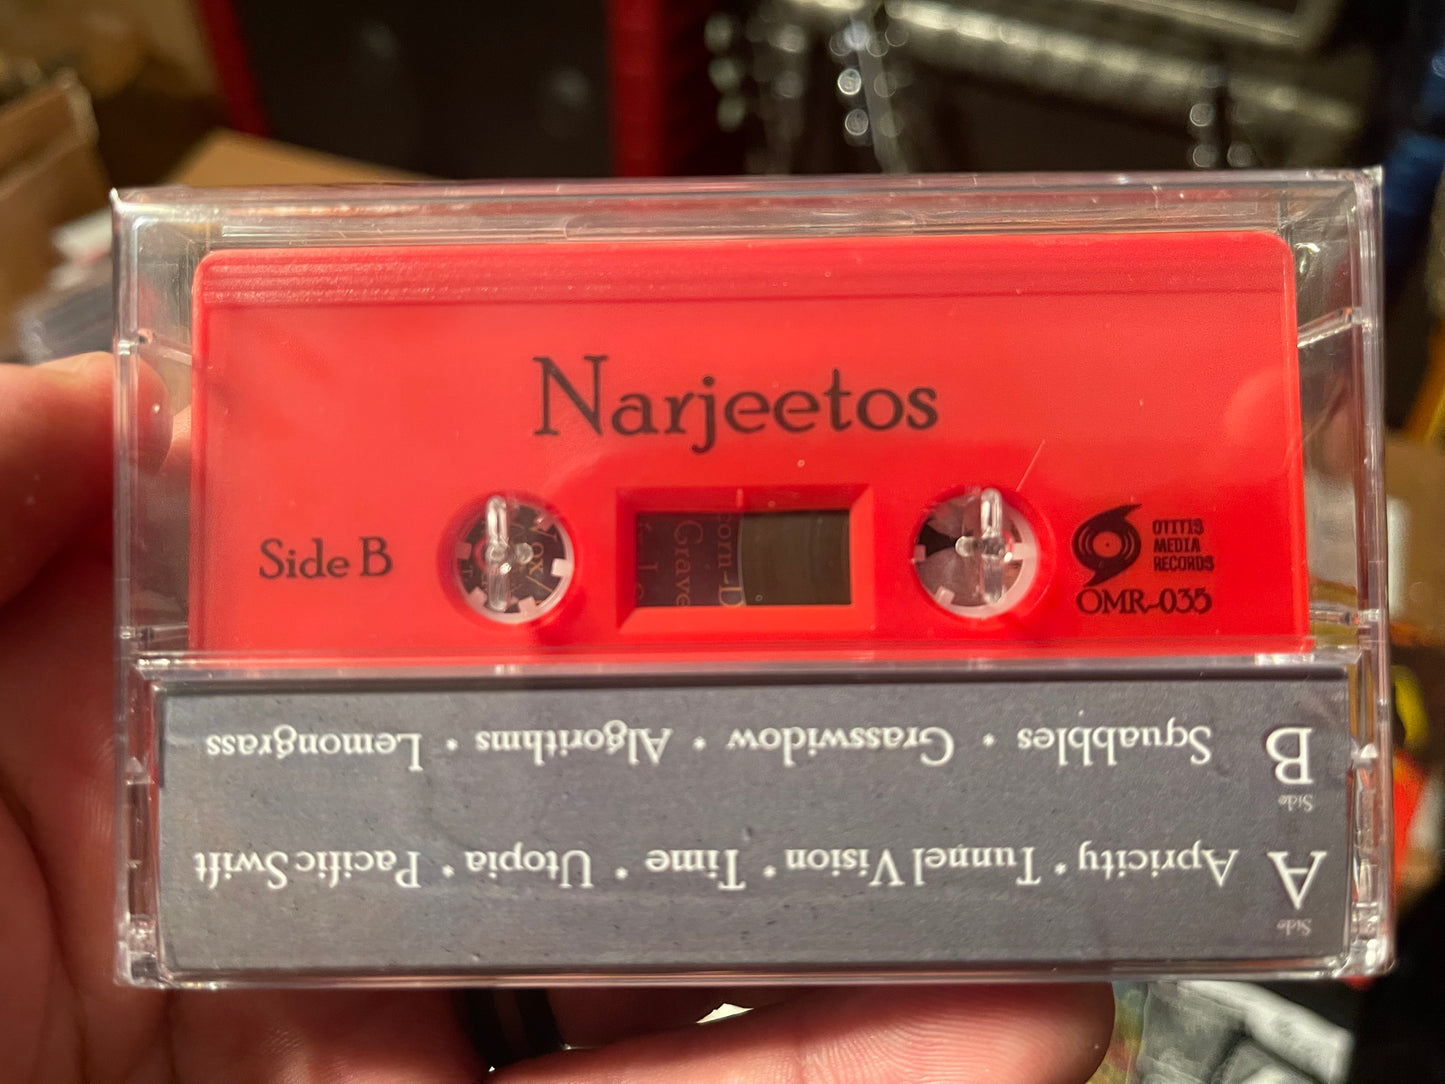 Narjeetos
Side B
OTITIS
MEDIA
RECORDS
OMR-035
Side A
Apricity * Tunnel Vision * Time * Utopia * Pacific Swift
Side B
Squabbles * Grasswidow * Algorithms * Lemongrass
Grave